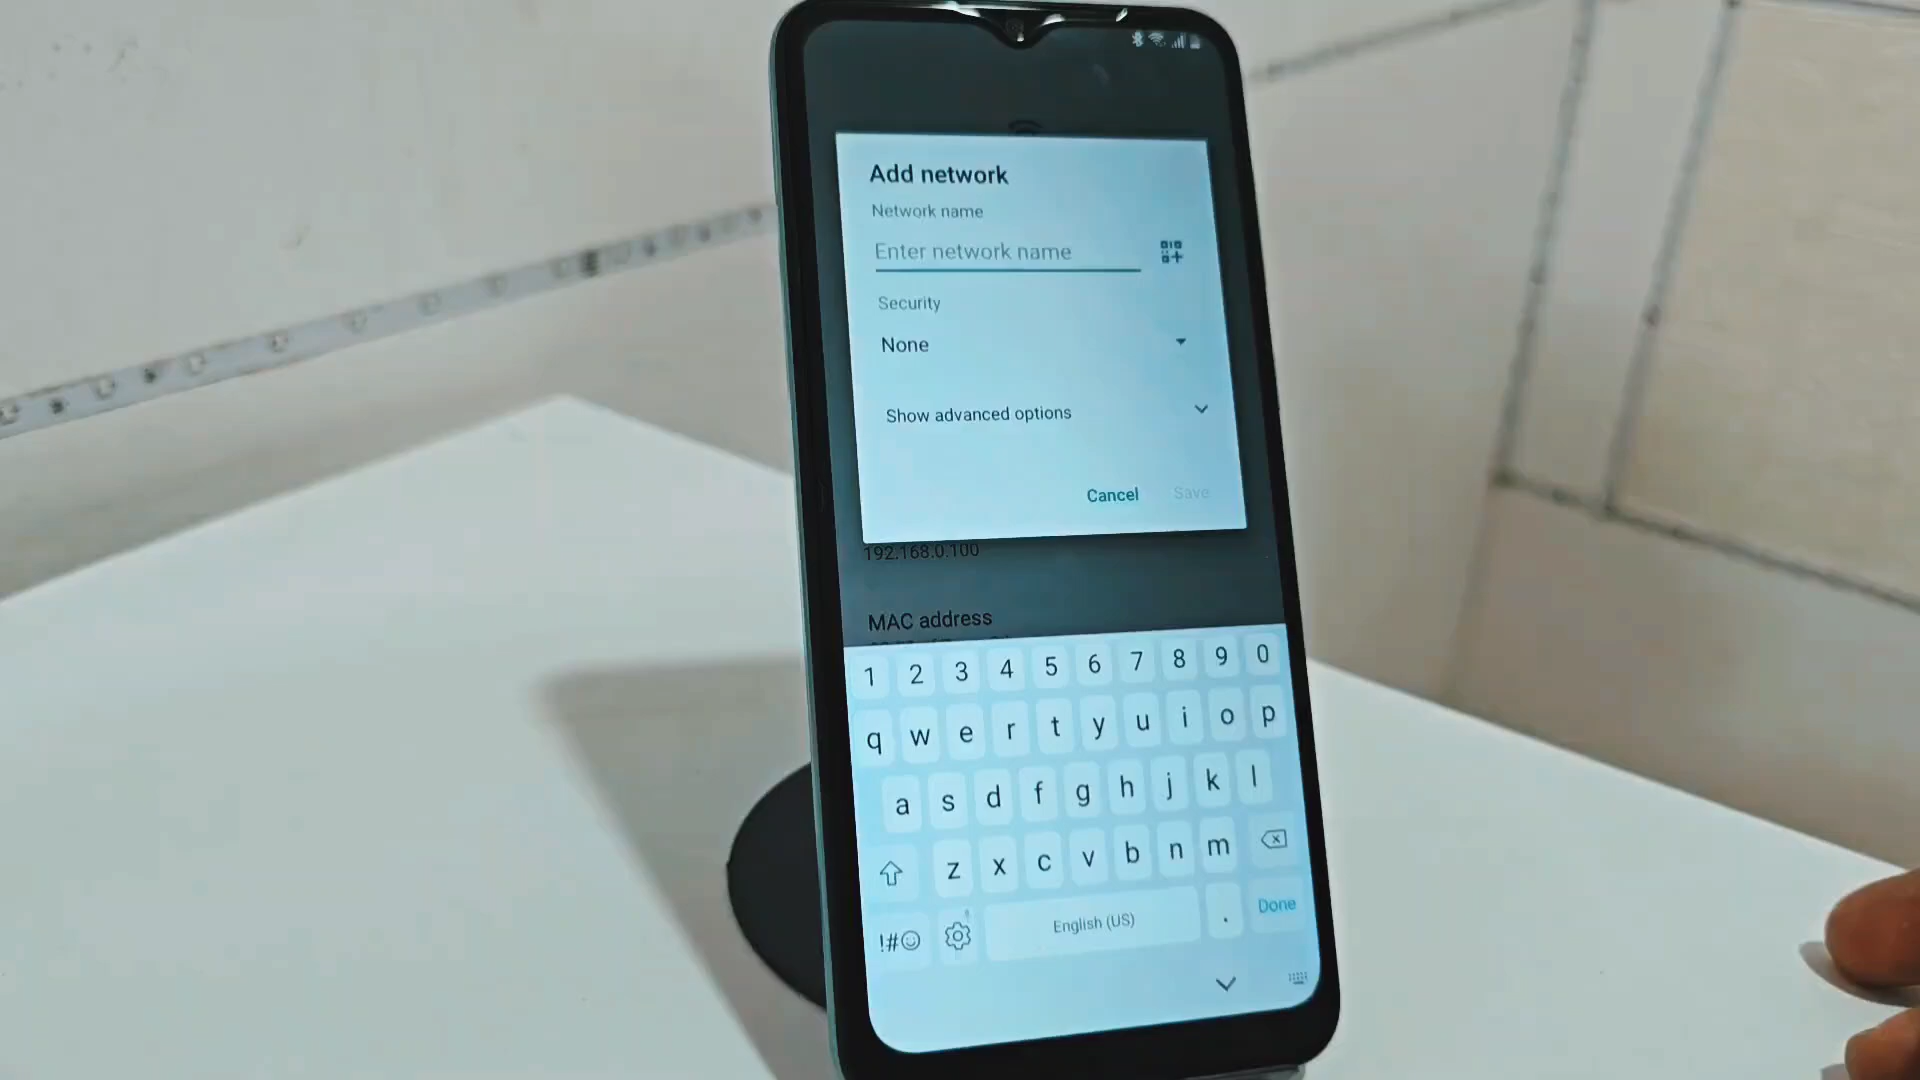 Add network
Network name
Enter network name
Security
None
Show advanced options
Cancel Save
192.168.0.100
MAC address
1 2 3 4 5 6 7 8 9 0
q w e r t y u i o p
a s d f g h j k l
z x c v b n m
!#☺ English (US) . Done